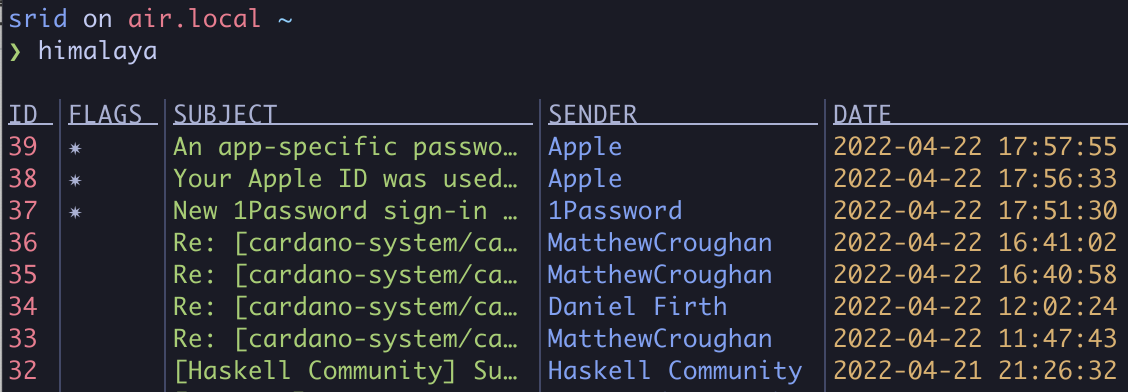 srid on air.local ~
❯ himalaya
ID │FLAGS │SUBJECT │SENDER │DATE
39 │✷ │An app-specific passwo… │Apple │2022-04-22 17:57:55
38 │✷ │Your Apple ID was used… │Apple │2022-04-22 17:56:33
37 │✷ │New 1Password sign-in … │1Password │2022-04-22 17:51:30
36 │ │Re: [cardano-system/ca… │MatthewCroughan │2022-04-22 16:41:02
35 │ │Re: [cardano-system/ca… │MatthewCroughan │2022-04-22 16:40:58
34 │ │Re: [cardano-system/ca… │Daniel Firth │2022-04-22 12:02:24
33 │ │Re: [cardano-system/ca… │MatthewCroughan │2022-04-22 11:47:43
32 │ │[Haskell Community] Su… │Haskell Community │2022-04-21 21:26:32